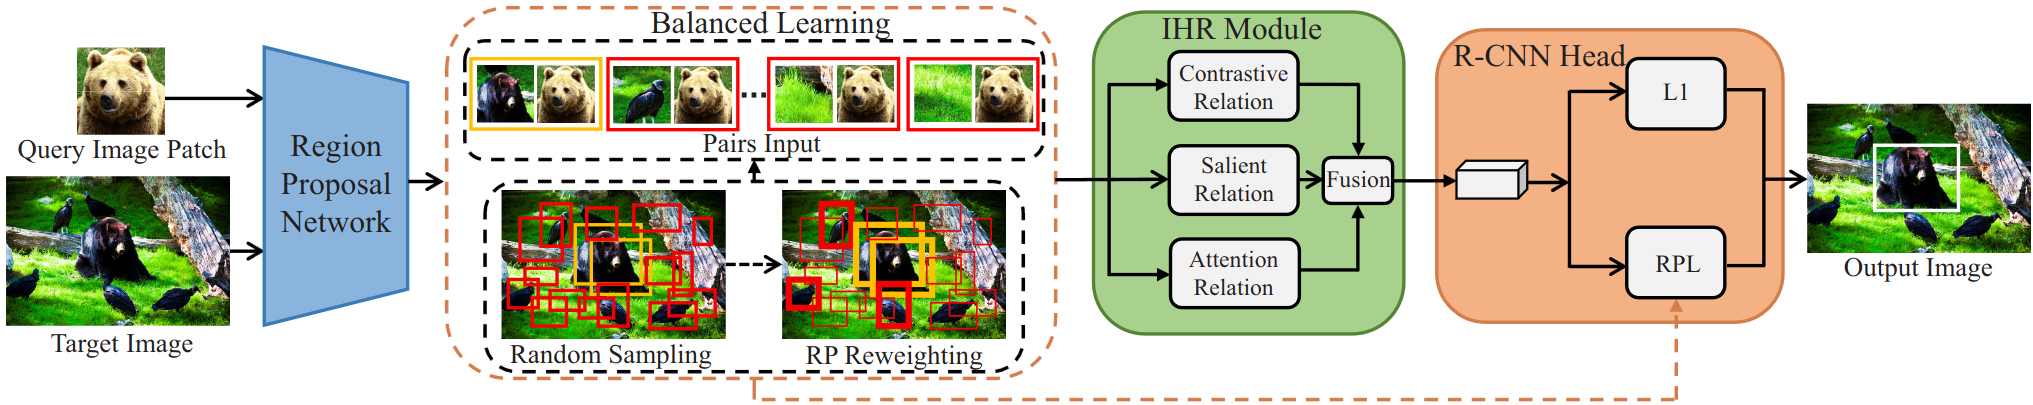 Query Image Patch
Target Image
Region
Proposal
Network
Balanced Learning
Pairs Input
Random Sampling
RP Reweighting
IHR Module
Contrastive
Relation
Salient
Relation
Attention
Relation
Fusion
R-CNN Head
L1
RPL
Output Image